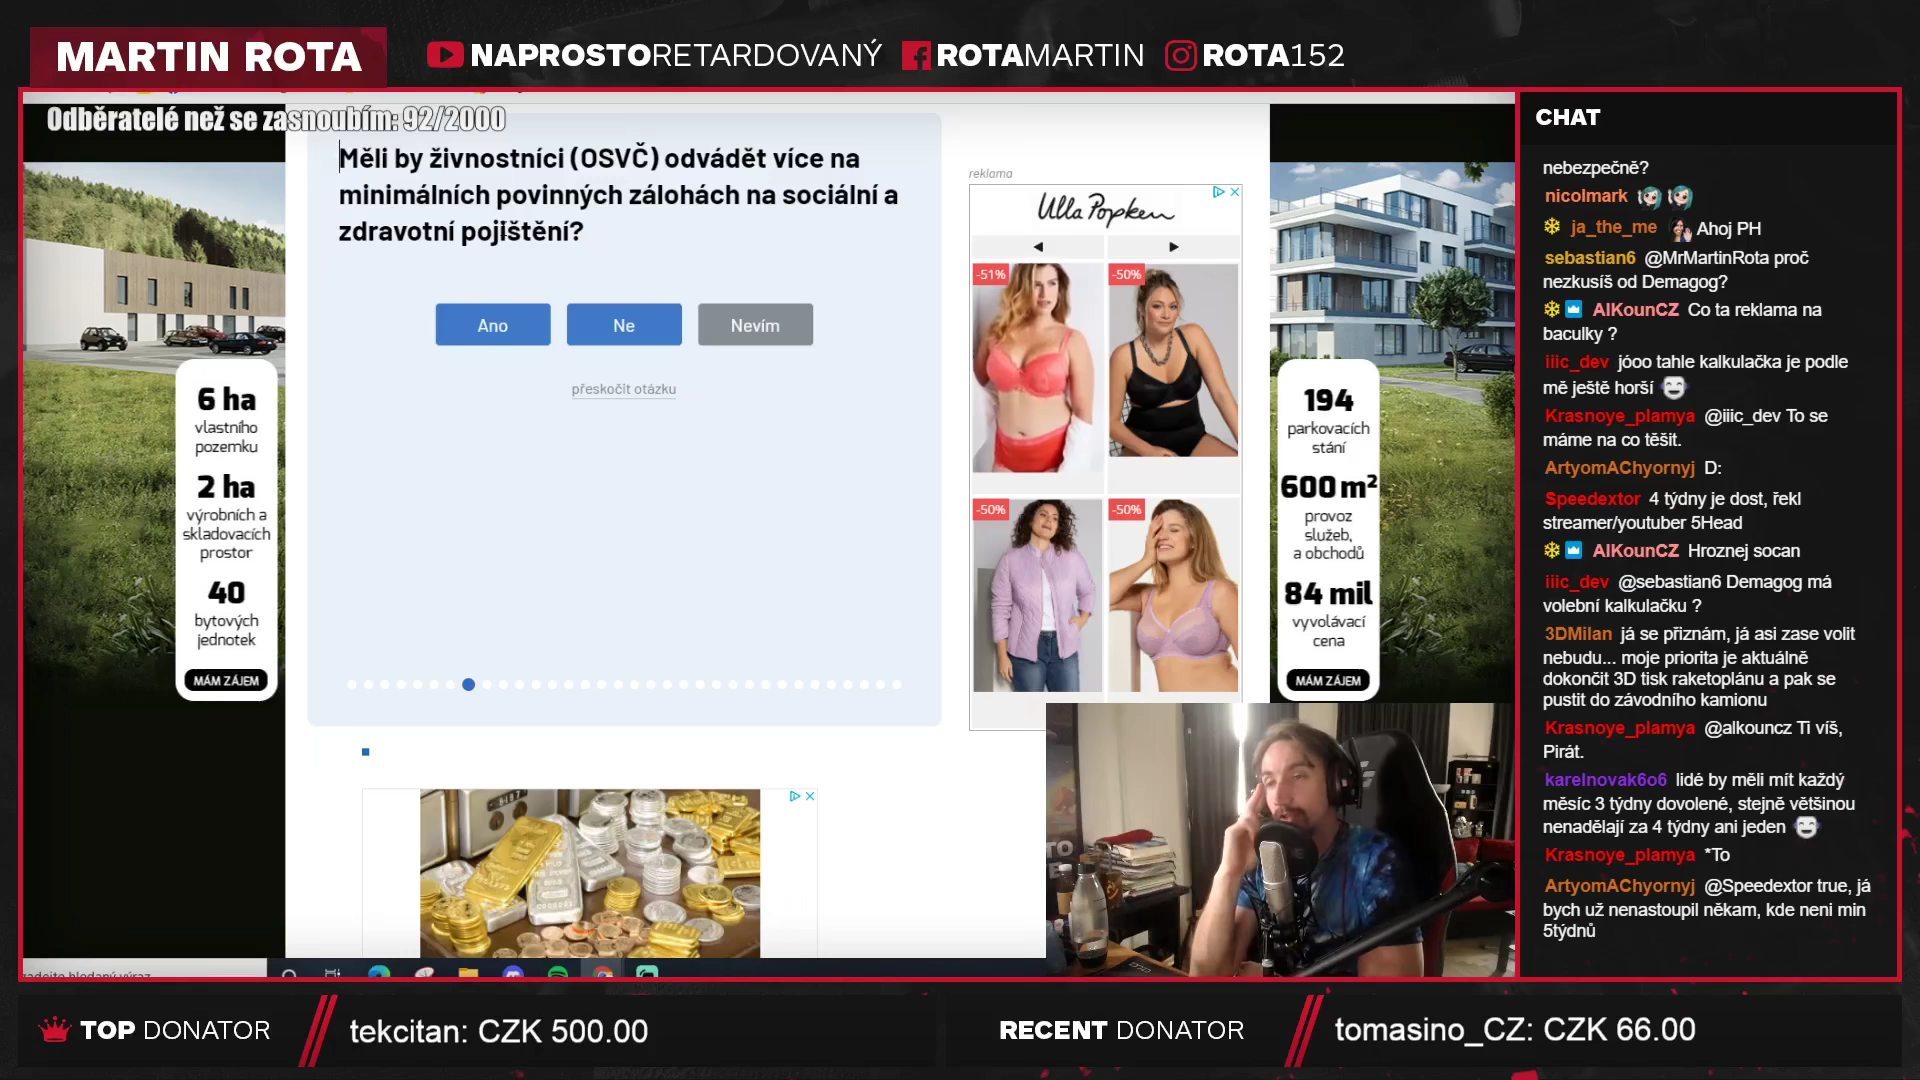 MARTIN ROTA
NAPROSTORETARDOVANÝ
ROTAMARTIN
ROTA152
Odběratelé než se zasnoubím: 92/2000
Měli by živnostníci (OSVČ) odvádět více na
minimálních povinných zálohách na sociální a
zdravotní pojištění?
Ano
Ne
Nevím
přeskočit otázku
6 ha
vlastního
pozemku
2 ha
výrobních a
skladovacích
prostor
40
bytových
jednotek
MÁM ZÁJEM
reklama
Ulla Popken
-51%
-50%
-50%
-50%
194
parkovacích
stání
600 m²
provoz
služeb,
a obchodů
84 mil
vyvolávací
cena
MÁM ZÁJEM
CHAT
nebezpečně?
nicolmark
ja_the_me Ahoj PH
sebastian6 @MrMartinRota proč
nezkusíš od Demagog?
AlKounCZ Co ta reklama na
baculky ?
iiic_dev jóoo tahle kalkulačka je podle
mě ještě horší
Krasnoye_plamya @iiic_dev To se
máme na co těšit.
ArtyomAChyornyj D:
Speedextor 4 týdny je dost, řekl
streamer/youtuber 5Head
AlKounCZ Hroznej socan
iiic_dev @sebastian6 Demagog má
volební kalkulačku ?
3DMilan já se přiznám, já asi zase volit
nebudu... moje priorita je aktuálně
dokončit 3D tisk raketoplánu a pak se
pustit do závodního kamionu
Krasnoye_plamya @alkouncz Ti víš,
Pirát.
karelnovak6o6 lidé by měli mít každý
měsíc 3 týdny dovolené, stejně většinou
nenadělají za 4 týdny ani jeden
Krasnoye_plamya *To
ArtyomAChyornyj @Speedextor true, já
bych už nenastoupil někam, kde neni min
5týdnů
TOP DONATOR
tekcitan: CZK 500.00
RECENT DONATOR
tomasino_CZ: CZK 66.00